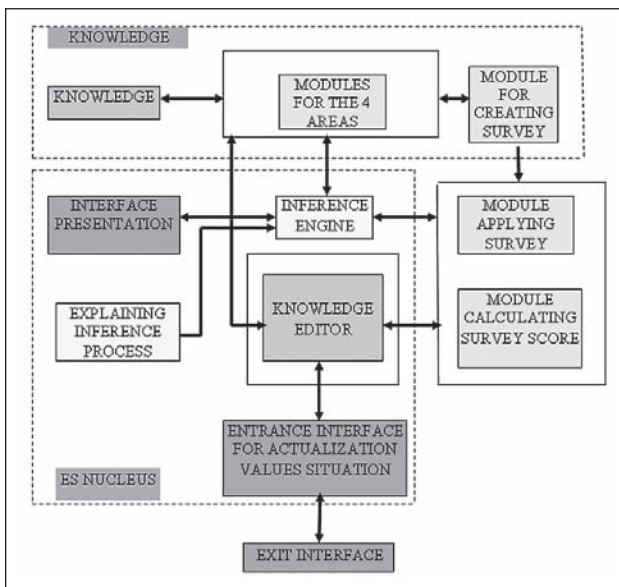 KNOWLEDGE
KNOWLEDGE
MODULES
FOR THE 4
AREAS
MODULE
FOR
CREATING
SURVEY
INTERFACE
PRESENTATION
INFERENCE
ENGINE
MODULE
APPLYING
SURVEY
EXPLAINING
INFERENCE
PROCESS
KNOWLEDGE
EDITOR
MODULE
CALCULATING
SURVEY SCORE
ENTRANCE INTERFACE
FOR ACTUALIZATION
VALUES SITUATION
ES NUCLEUS
EXIT INTERFACE